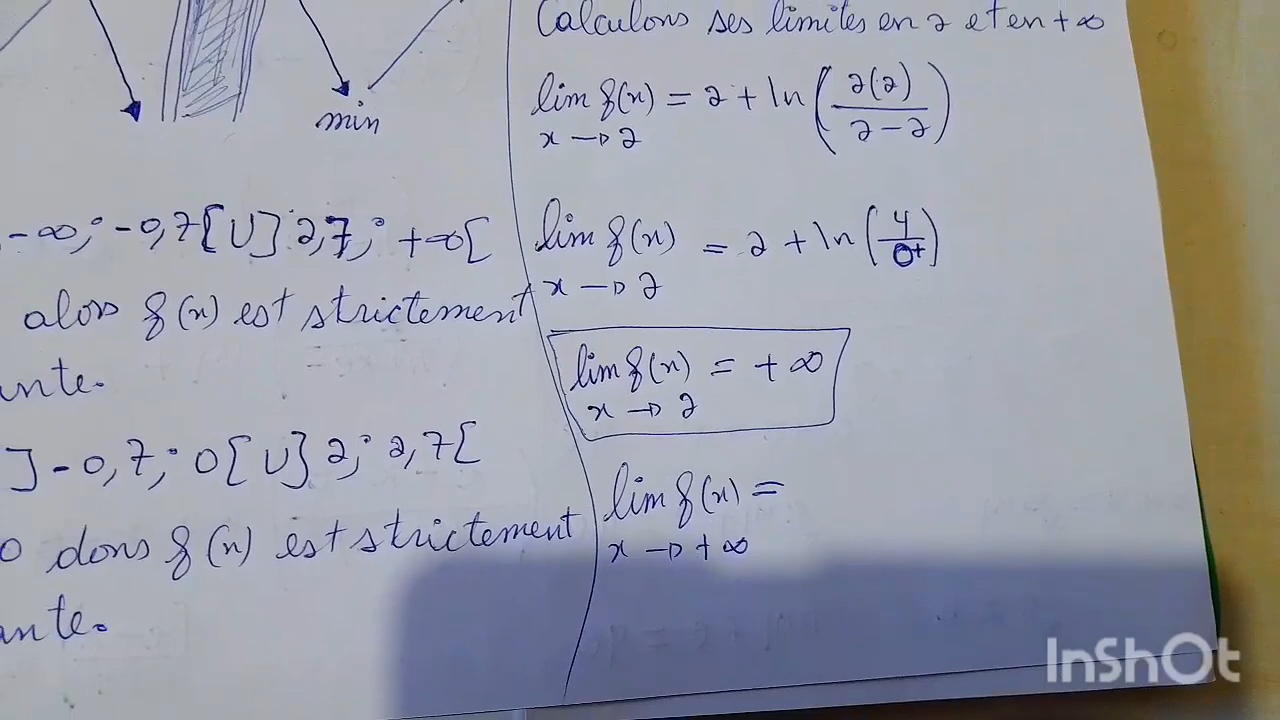 min
-∞; -0,7[ U ] 2,7; +∞[
alors f(x) est strictement
ante.
]-0,7; 0[ U ] 2; 2,7[
0 dons f(x) est strictement
ante.
Calculons ses limites en 2 et en +∞
lim f(x) = 2 + ln (2(2)/2-2)
x → 2
lim f(x) = 2 + ln (4/0+)
x → 2
lim f(x) = +∞
x → 2
lim f(x) =
x → +∞
InShOt